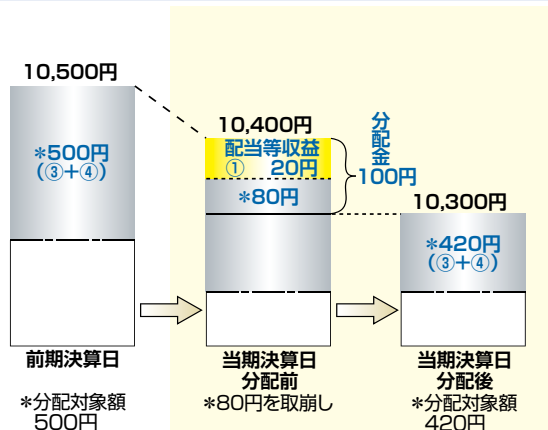 10,500円
*500円
(③+④)
前期決算日
*分配対象額
500円
10,400円
配当等収益
① 20円
*80円
分配金
100円
当期決算日
分配前
*80円を取崩し
10,300円
*420円
(③+④)
当期決算日
分配後
*分配対象額
420円